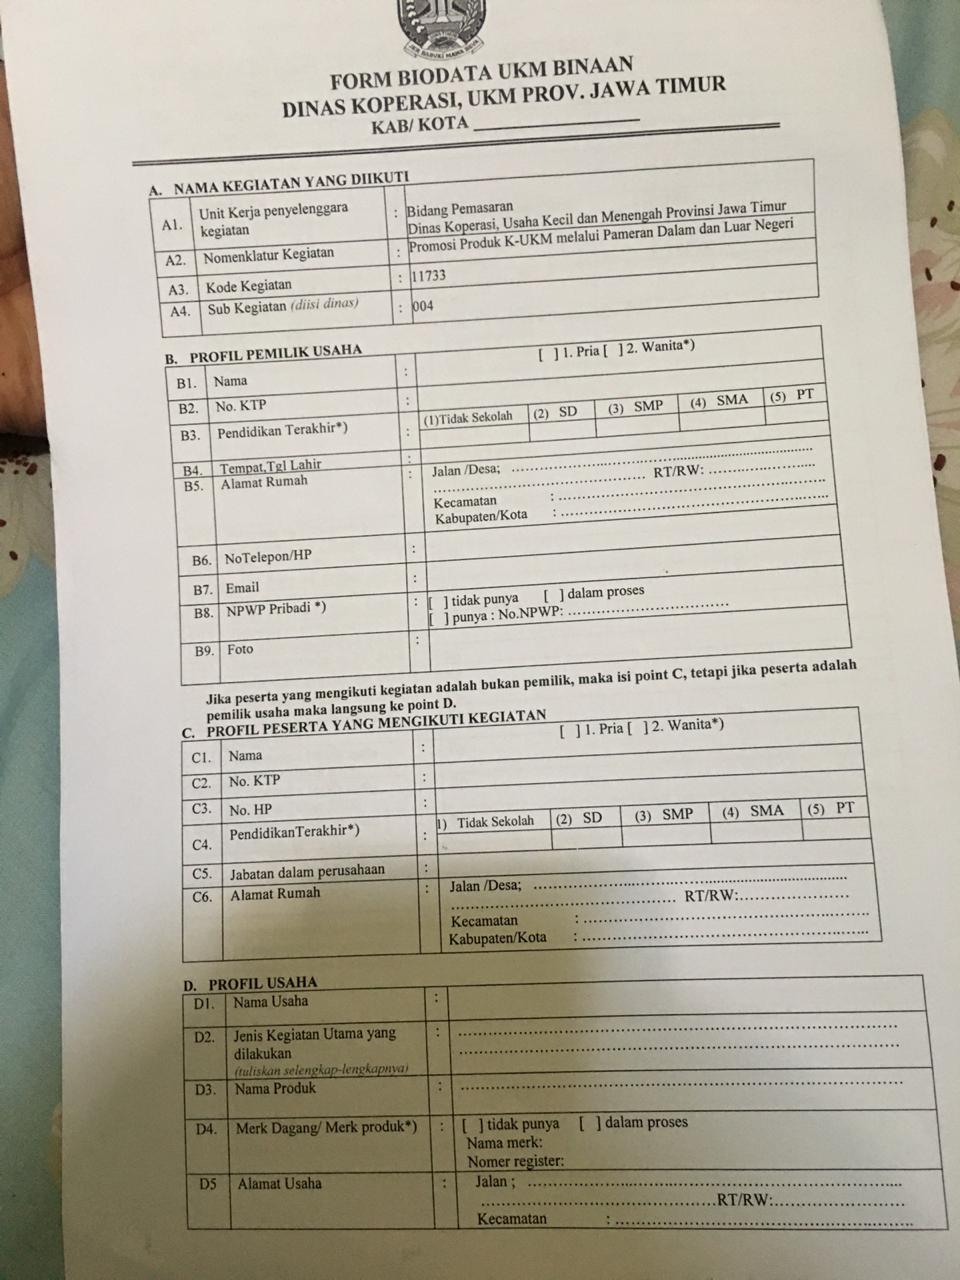 JER BASUKI MAWA BEYA
FORM BIODATA UKM BINAAN
DINAS KOPERASI, UKM PROV. JAWA TIMUR
KAB/ KOTA ____________________
A. NAMA KEGIATAN YANG DIIKUTI
A1. Unit Kerja penyelenggara kegiatan : Bidang Pemasaran
Dinas Koperasi, Usaha Kecil dan Menengah Provinsi Jawa Timur
A2. Nomenklatur Kegiatan : Promosi Produk K-UKM melalui Pameran Dalam dan Luar Negeri
A3. Kode Kegiatan : 11733
A4. Sub Kegiatan (diisi dinas) : 004
B. PROFIL PEMILIK USAHA
B1. Nama : [ ] 1. Pria [ ] 2. Wanita*)
B2. No. KTP :
B3. Pendidikan Terakhir*) : (1)Tidak Sekolah (2) SD (3) SMP (4) SMA (5) PT
B4. Tempat,Tgl Lahir :
B5. Alamat Rumah : Jalan /Desa; ..................................................
.................................... RT/RW: ....................
Kecamatan : ..................................................
Kabupaten/Kota : ..................................................
B6. NoTelepon/HP :
B7. Email :
B8. NPWP Pribadi *) : [ ] tidak punya [ ] dalam proses
[ ] punya : No.NPWP: ..............................
B9. Foto :
Jika peserta yang mengikuti kegiatan adalah bukan pemilik, maka isi point C, tetapi jika peserta adalah
pemilik usaha maka langsung ke point D.
C. PROFIL PESERTA YANG MENGIKUTI KEGIATAN
C1. Nama : [ ] 1. Pria [ ] 2. Wanita*)
C2. No. KTP :
C3. No. HP :
C4. PendidikanTerakhir*) : 1) Tidak Sekolah (2) SD (3) SMP (4) SMA (5) PT
C5. Jabatan dalam perusahaan :
C6. Alamat Rumah : Jalan /Desa; ..................................................
.................................... RT/RW:....................
Kecamatan : ..................................................
Kabupaten/Kota : ..................................................
D. PROFIL USAHA
D1. Nama Usaha :
D2. Jenis Kegiatan Utama yang : ..................................................
dilakukan ..................................................
(tuliskan selengkap-lengkapnya)
D3. Nama Produk : ..................................................
D4. Merk Dagang/ Merk produk*) : [ ] tidak punya [ ] dalam proses
Nama merk:
Nomer register:
D5 Alamat Usaha : Jalan ; ..................................................
....................................RT/RW:....................
Kecamatan : ..................................................